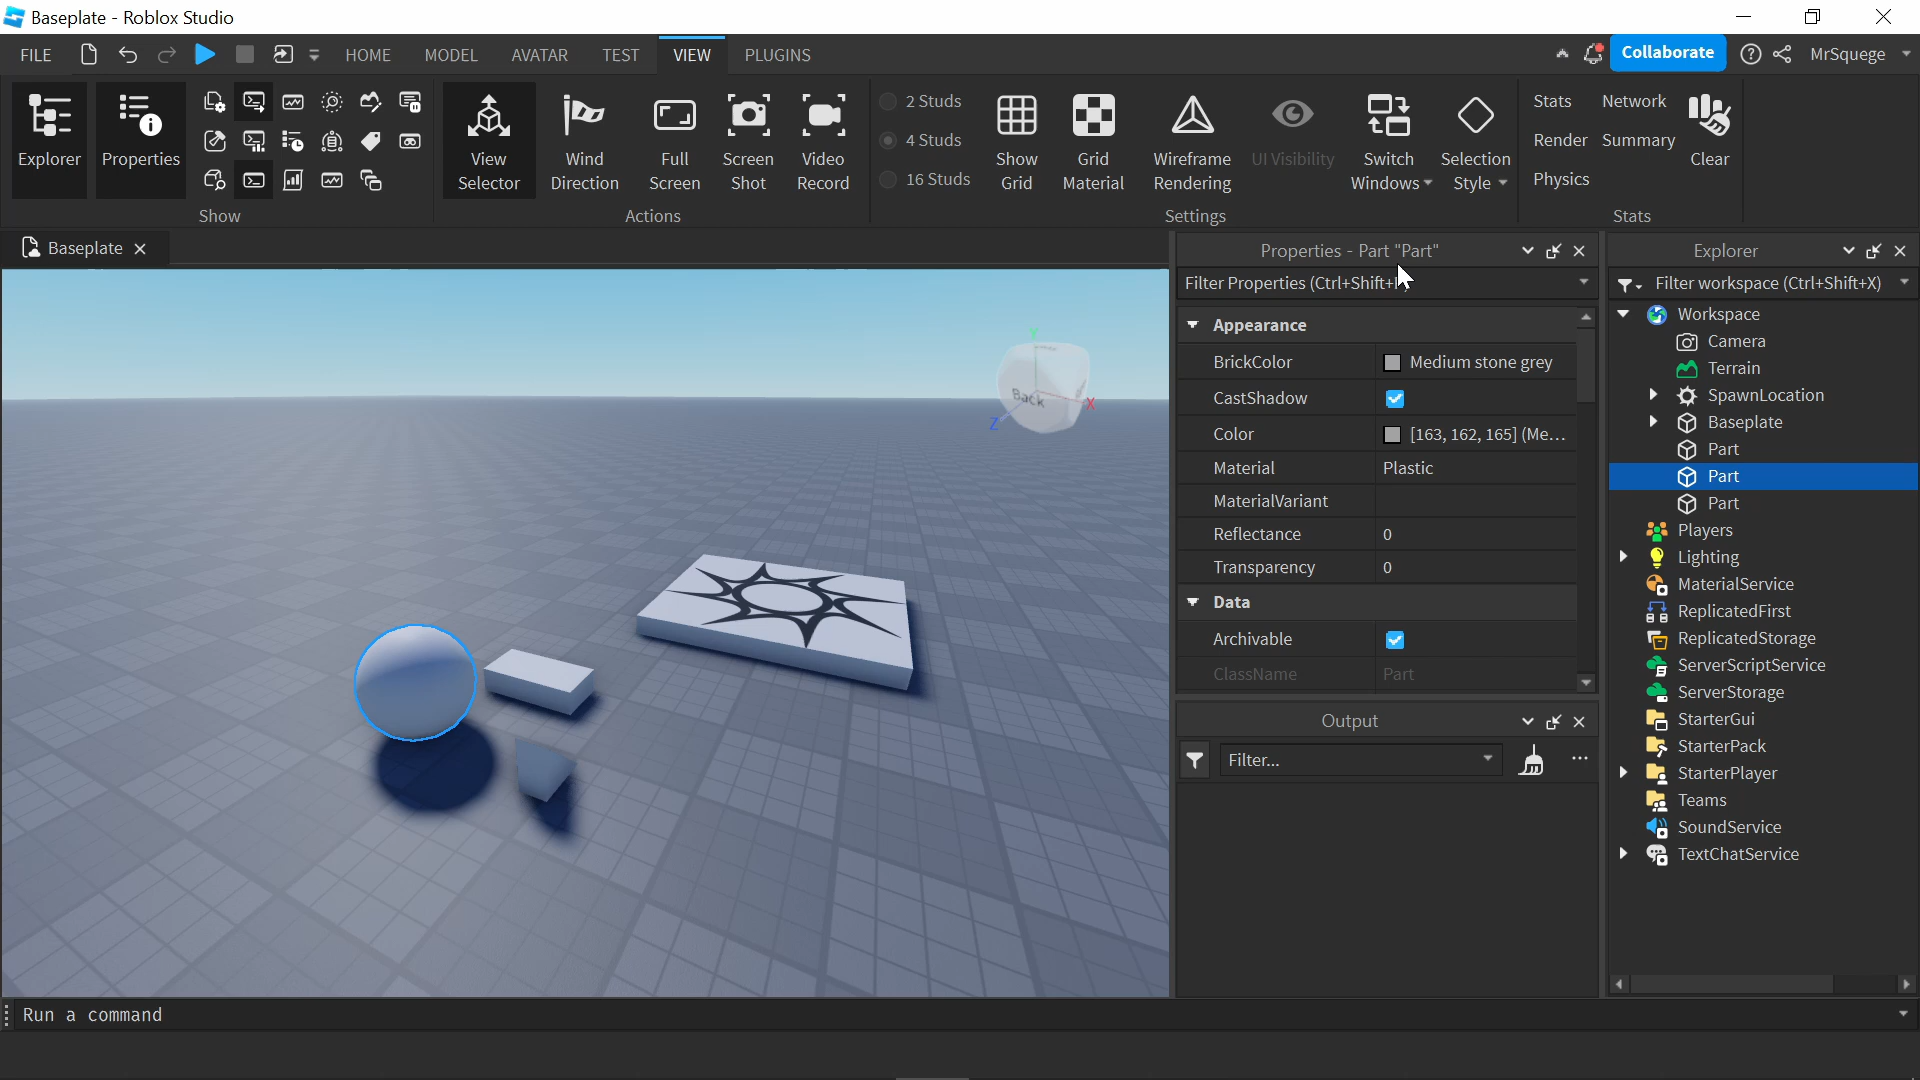 Baseplate - Roblox Studio
FILE HOME MODEL AVATAR TEST VIEW PLUGINS Collaborate MrSquege
Explorer
Properties
Show
View Selector
Wind Direction
Full Screen
Screen Shot
Video Record
Actions
2 Studs
4 Studs
16 Studs
Show Grid
Grid Material
Wireframe Rendering
UI Visibility
Switch Windows
Selection Style
Settings
Stats Network
Render Summary
Physics
Clear
Stats
Baseplate
Back
Y
X
Z
Properties - Part "Part"
Filter Properties (Ctrl+Shift+
Appearance
BrickColor Medium stone grey
CastShadow
Color [163, 162, 165] (Me...
Material Plastic
MaterialVariant
Reflectance 0
Transparency 0
Data
Archivable
ClassName Part
Output
Filter...
Explorer
Filter workspace (Ctrl+Shift+X)
Workspace
Camera
Terrain
SpawnLocation
Baseplate
Part
Part
Part
Players
Lighting
MaterialService
ReplicatedFirst
ReplicatedStorage
ServerScriptService
ServerStorage
StarterGui
StarterPack
StarterPlayer
Teams
SoundService
TextChatService
Run a command